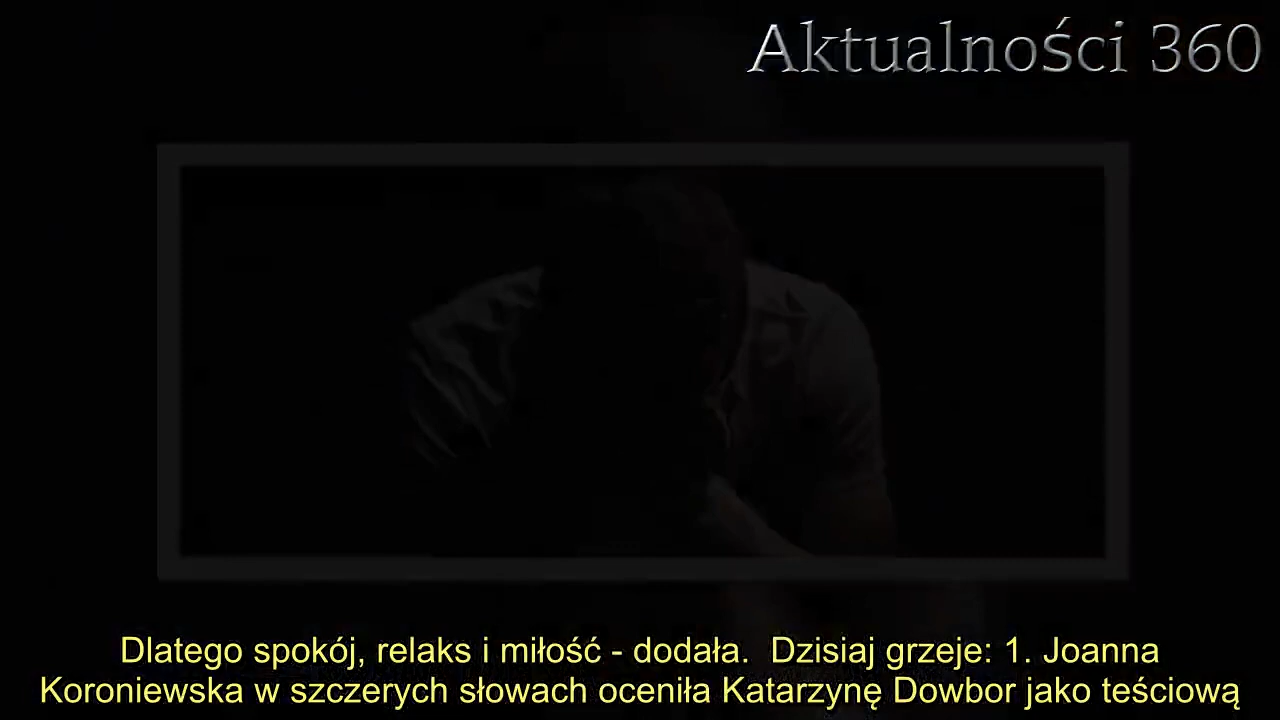 Aktualności 360
Dlatego spokój, relaks i miłość - dodała.  Dzisiaj grzeje: 1. Joanna
Koroniewska w szczerych słowach oceniła Katarzynę Dowbor jako teściową